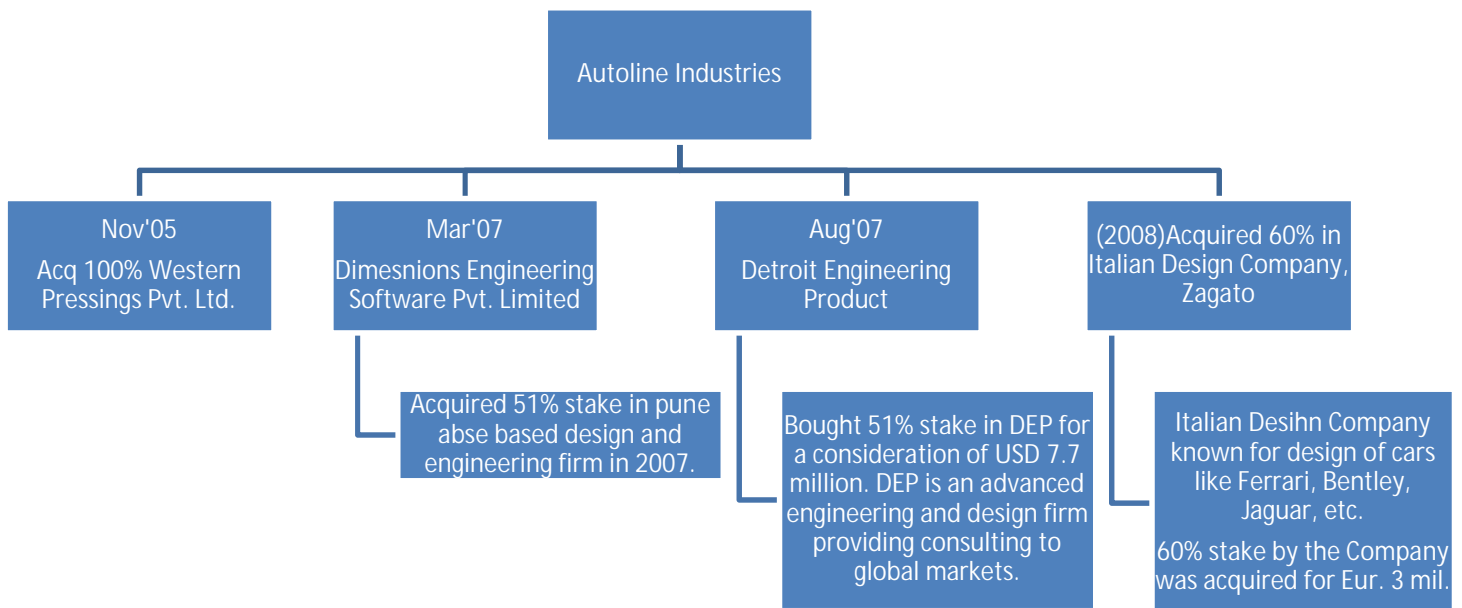 Autoline Industries
Nov'05
Acq 100% Western
Pressings Pvt. Ltd.
Mar'07
Dimesnions Engineering
Software Pvt. Limited
Aug'07
Detroit Engineering
Product
(2008)Acquired 60% in
Italian Design Company,
Zagato
Acquired 51% stake in pune
abse based design and
engineering firm in 2007.
Bought 51% stake in DEP for
a consideration of USD 7.7
million. DEP is an advanced
engineering and design firm
providing consulting to
global markets.
Italian Desihn Company
known for design of cars
like Ferrari, Bentley,
Jaguar, etc.
60% stake by the Company
was acquired for Eur. 3 mil.